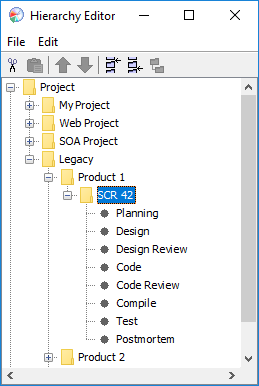 Hierarchy Editor
File Edit
Project
My Project
Web Project
SOA Project
Legacy
Product 1
SCR 42
Planning
Design
Design Review
Code
Code Review
Compile
Test
Postmortem
Product 2